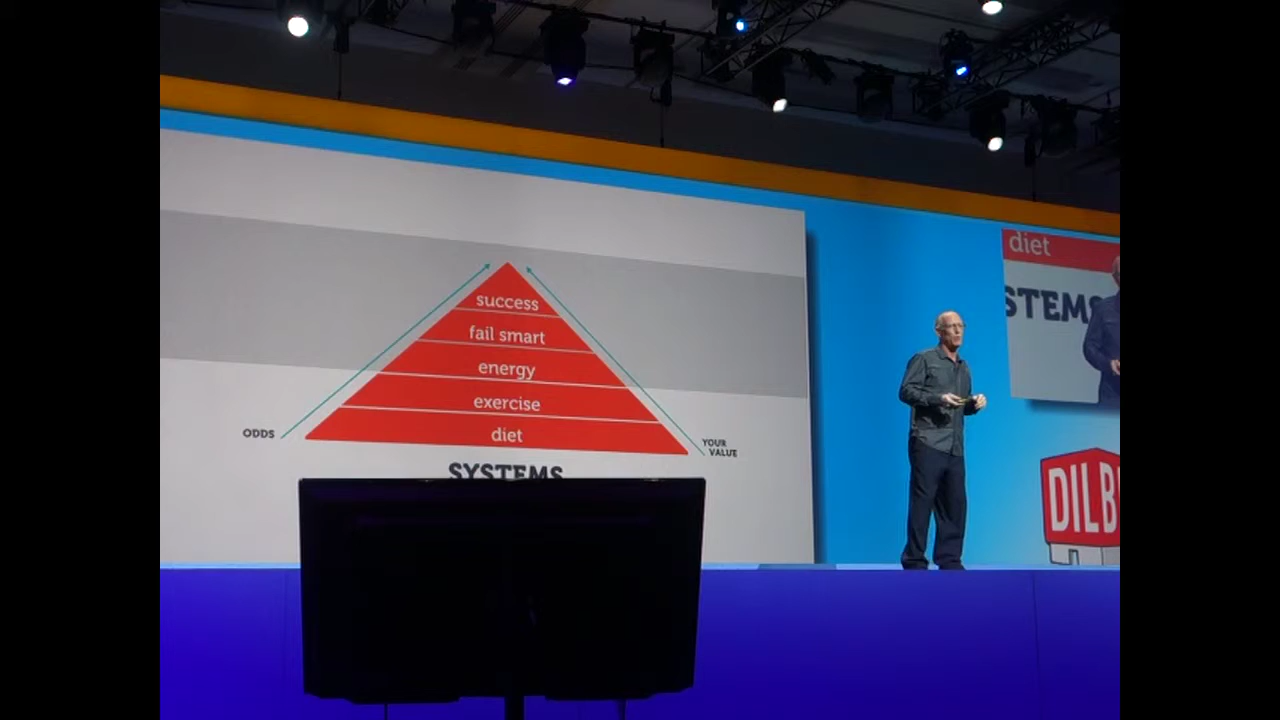 success
fail smart
energy
exercise
diet
ODDS
YOUR
VALUE
SYSTEMS
diet
STEMS
DILB